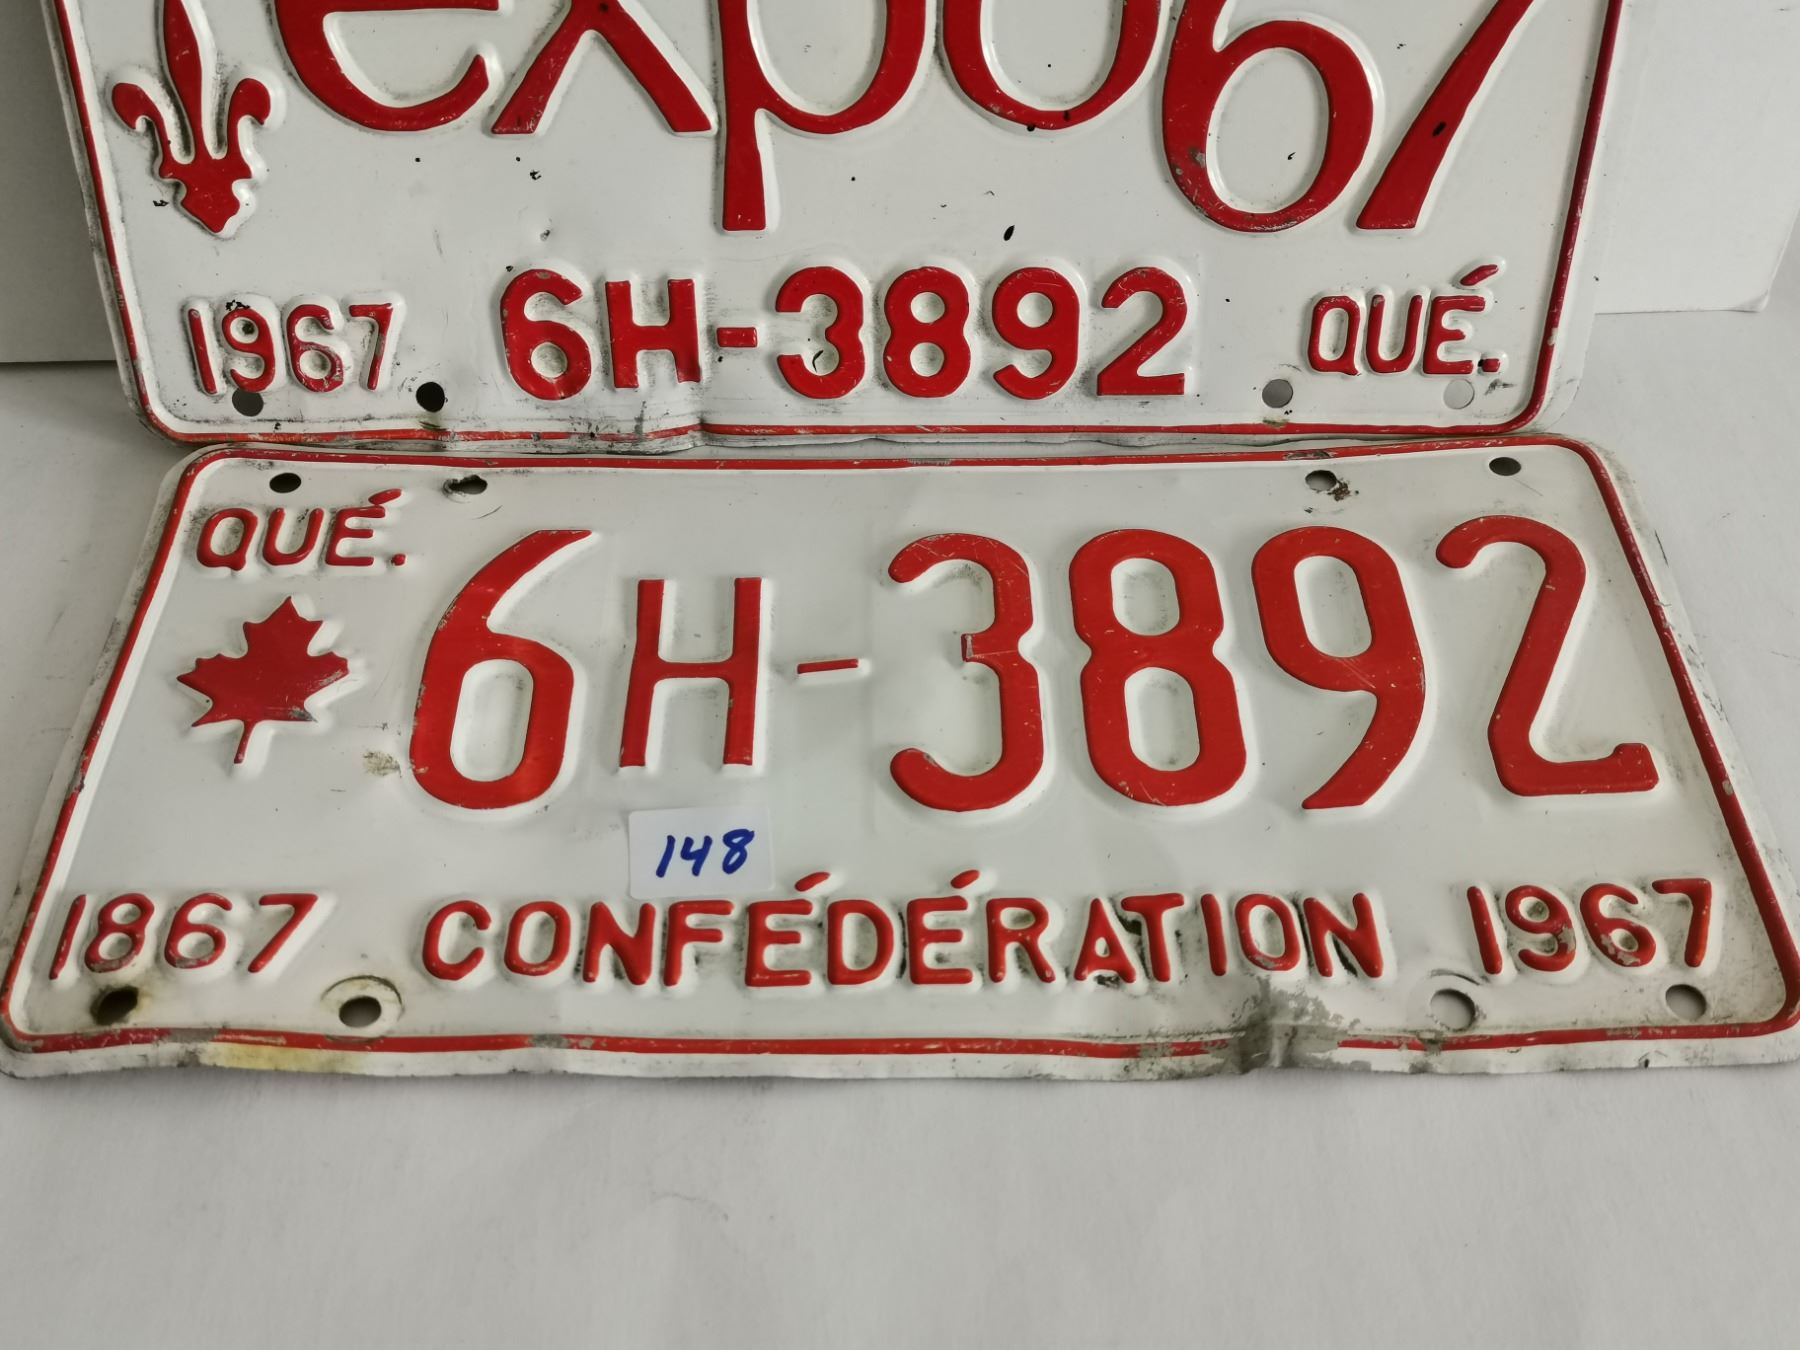 expo67
1967 6H-3892 QUÉ.
QUÉ.
6H-3892
148
1867 CONFÉDÉRATION 1967